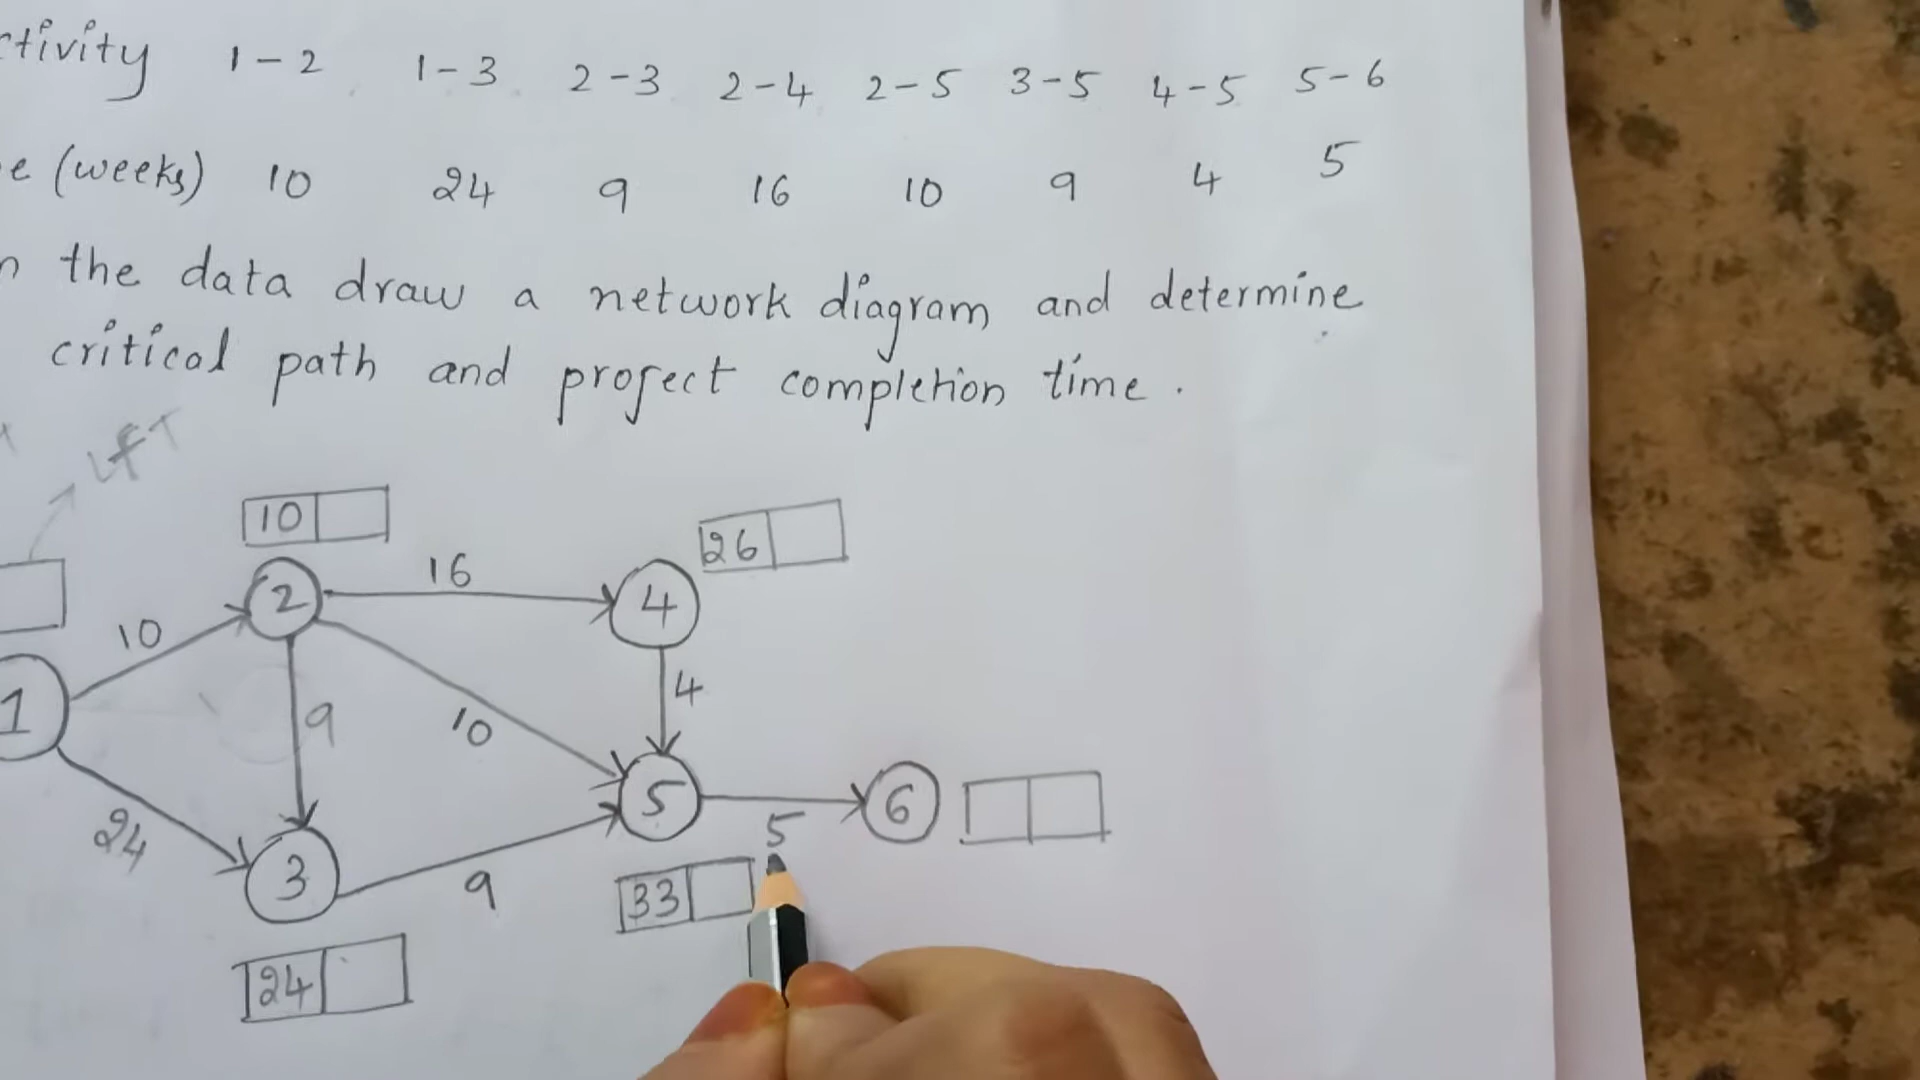 ctivity 1-2 1-3 2-3 2-4 2-5 3-5 4-5 5-6
e (weeks) 10 24 9 16 10 9 4 5
the data draw a network diagram and determine
critical path and project completion time.
LFT
10
26
2 16 4
10
1 9 10 4
24
3 9 5 5 6
33
24